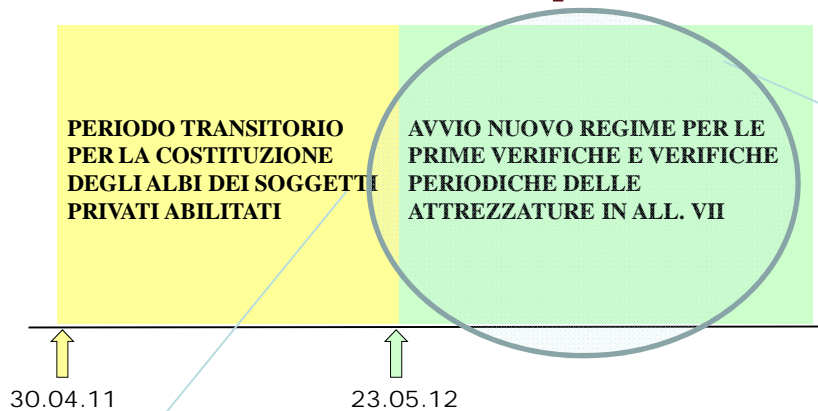 PERIODO TRANSITORIO
PER LA COSTITUZIONE
DEGLI ALBI DEI SOGGETTI
PRIVATI ABILITATI
AVVIO NUOVO REGIME PER LE
PRIME VERIFICHE E VERIFICHE
PERIODICHE DELLE
ATTREZZATURE IN ALL. VII
30.04.11
23.05.12